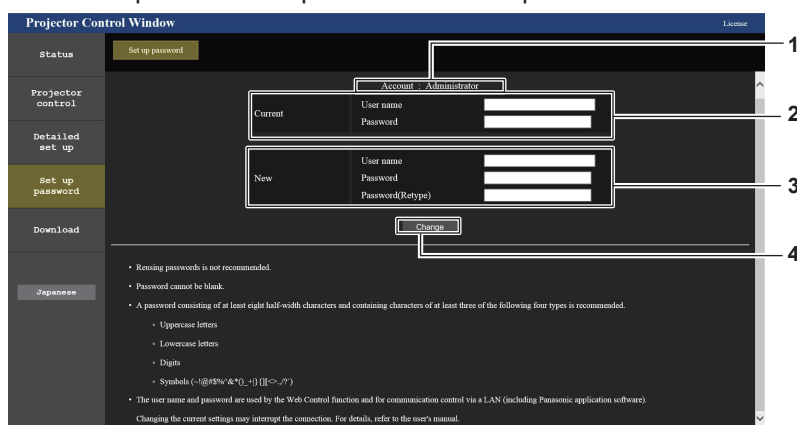 Projector Control Window
License
Status
Set up password
1
Account : Administrator
Projector control
Current
User name
Password
2
Detailed set up
New
User name
Password
Password(Retype)
3
Set up password
Change
4
Download
Japanese
• Reusing passwords is not recommended.
• Password cannot be blank.
• A password consisting of at least eight half-width characters and containing characters of at least three of the following four types is recommended.
Uppercase letters
Lowercase letters
Digits
Symbols (~!@#$%^&*()_+|}{][<>.,/?`)
• The user name and password are used by the Web Control function and for communication control via a LAN (including Panasonic application software).
Changing the current settings may interrupt the connection. For details, refer to the user's manual.